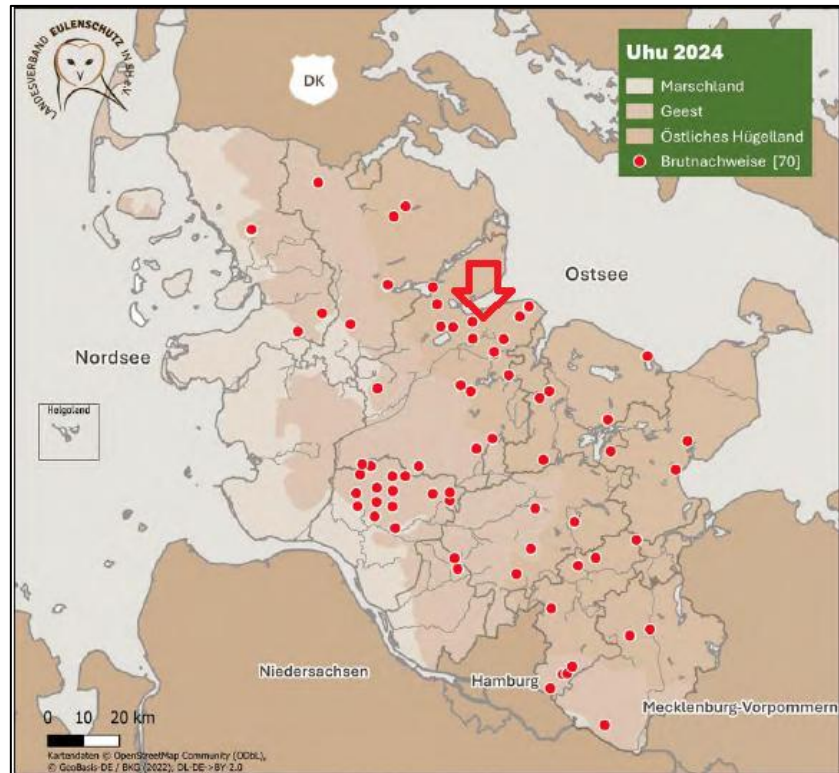 LANDESVERBAND EULENSCHUTZ IN SH e.V.
DK
Uhu 2024
Marschland
Geest
Östliches Hügelland
Brutnachweise [70]
Ostsee
Nordsee
Helgoland
Niedersachsen
Hamburg
Mecklenburg-Vorpommern
0 10 20 km
Kartendaten © OpenStreetMap Community (ODbL),
© GeoBasis-DE / BKG (2022), DL-DE->BY-2.0